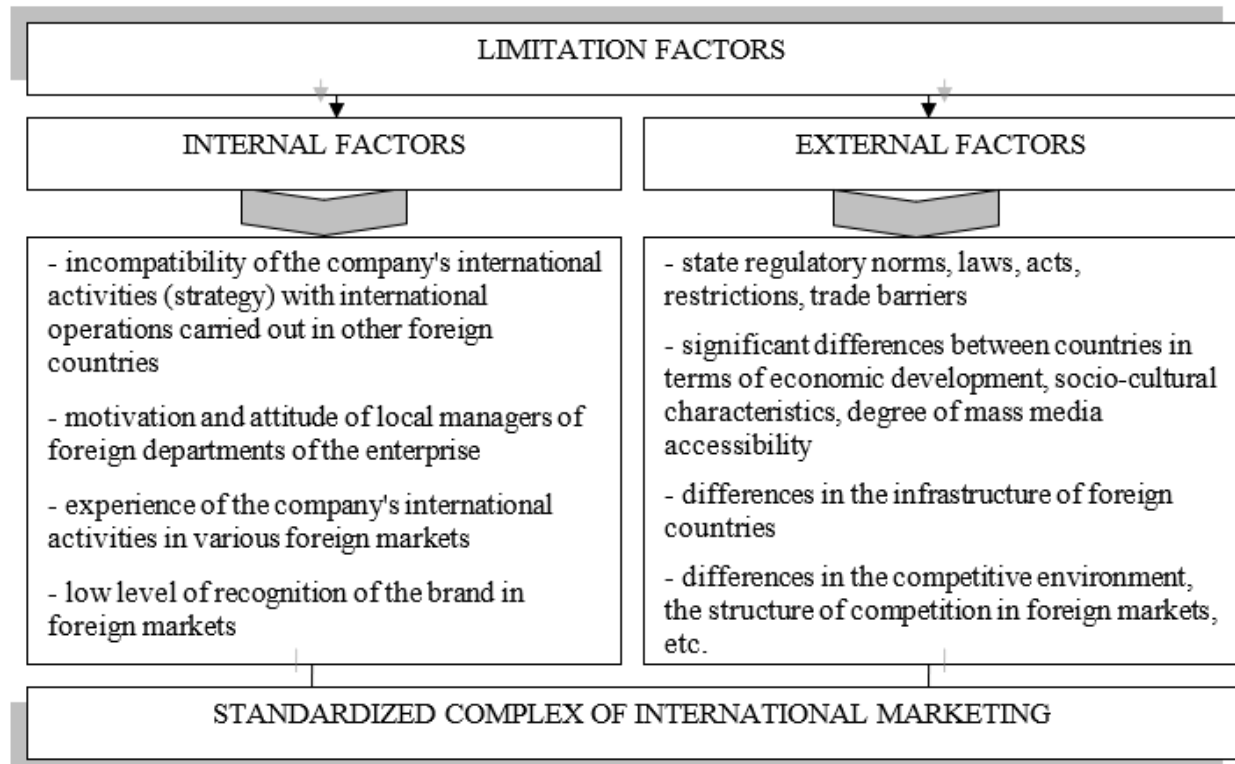 LIMITATION FACTORS
INTERNAL FACTORS
- incompatibility of the company's international
activities (strategy) with international
operations carried out in other foreign
countries
- motivation and attitude of local managers of
foreign departments of the enterprise
- experience of the company's international
activities in various foreign markets
- low level of recognition of the brand in
foreign markets
EXTERNAL FACTORS
- state regulatory norms, laws, acts,
restrictions, trade barriers
- significant differences between countries in
terms of economic development, socio-cultural
characteristics, degree of mass media
accessibility
- differences in the infrastructure of foreign
countries
- differences in the competitive environment,
the structure of competition in foreign markets,
etc.
STANDARDIZED COMPLEX OF INTERNATIONAL MARKETING